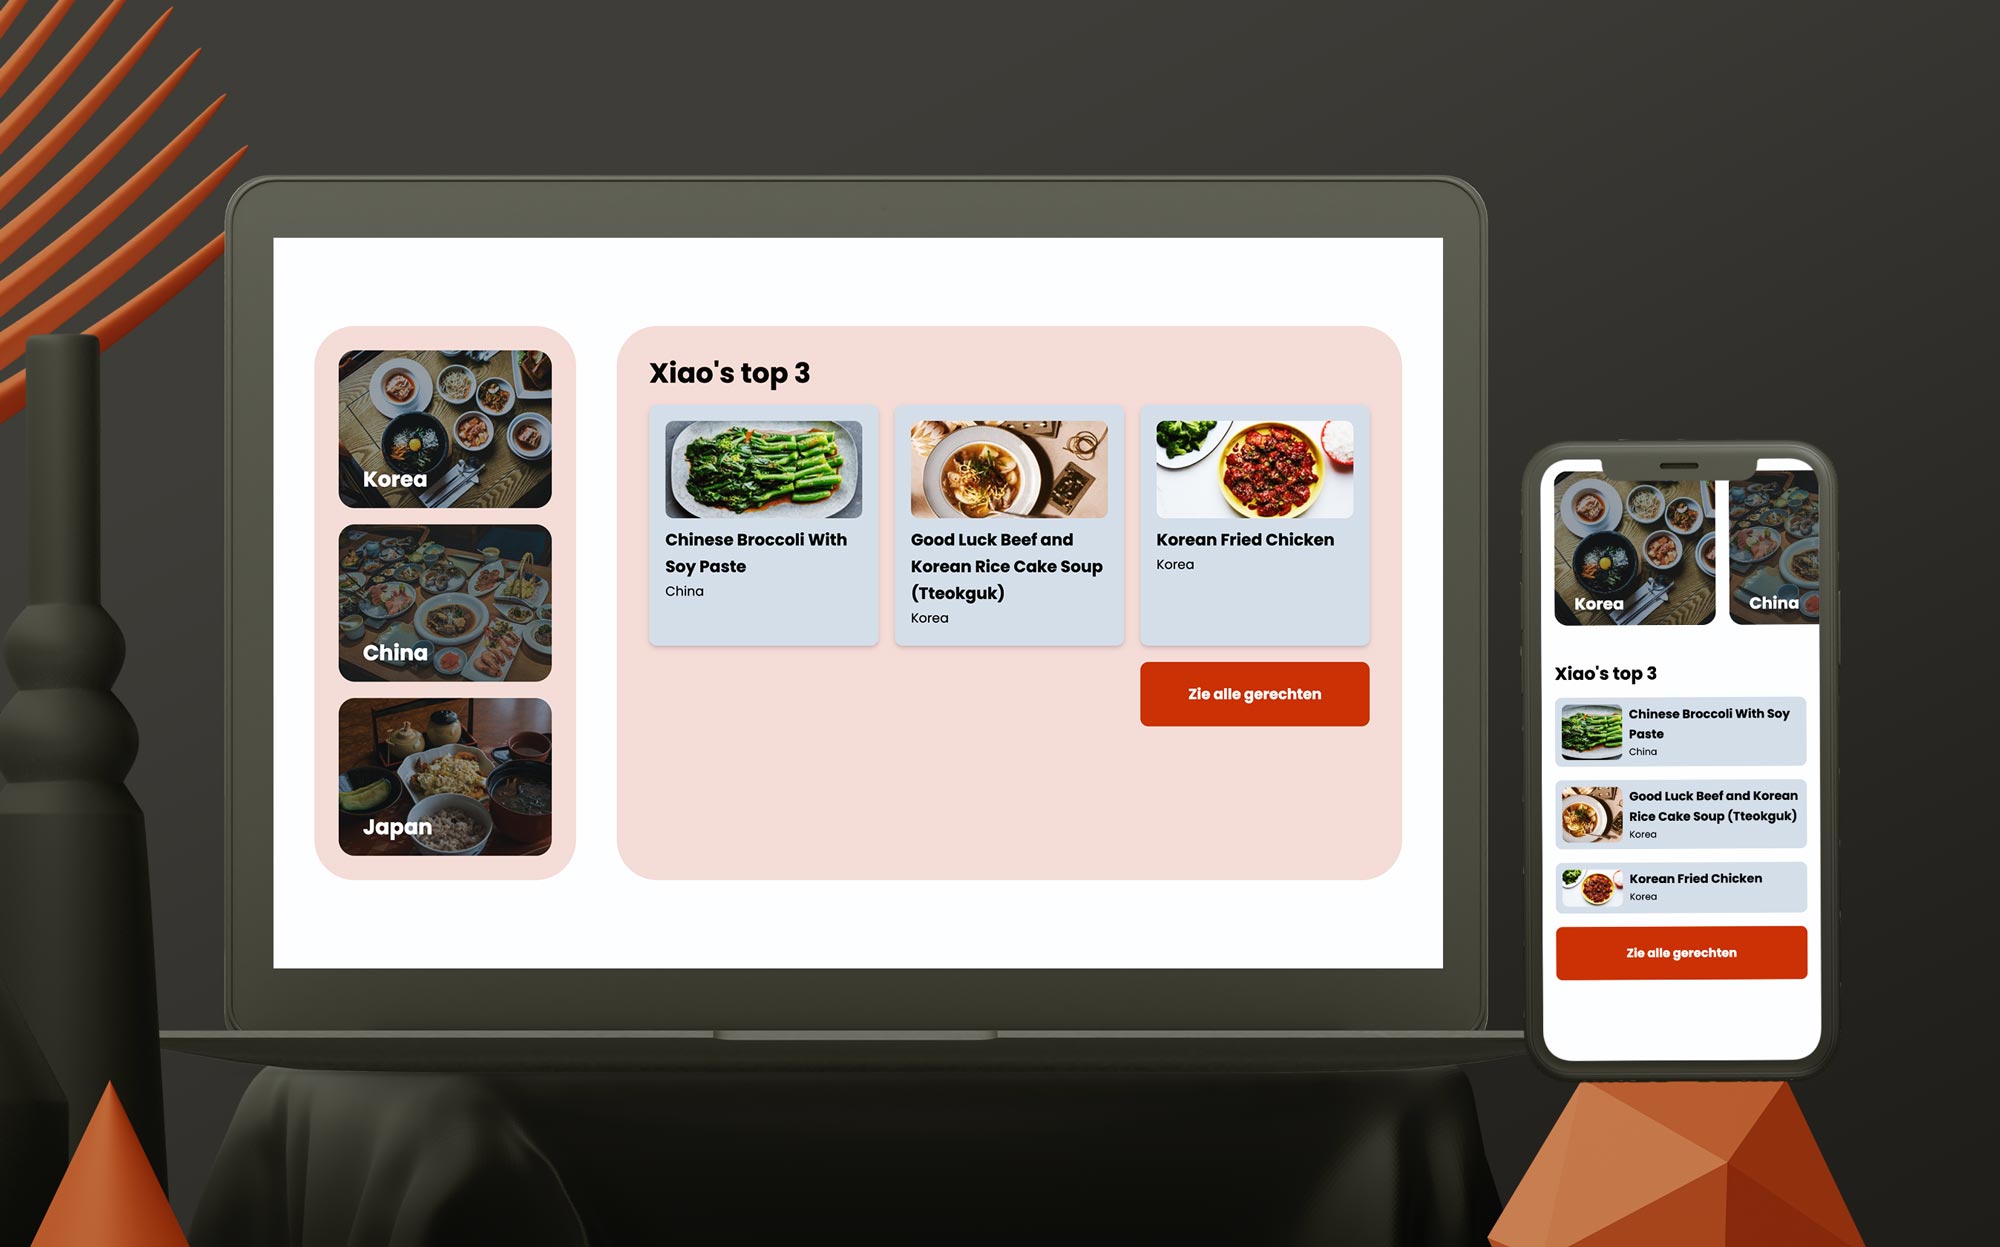 Korea
China
Japan
Xiao's top 3
Chinese Broccoli With
Soy Paste
China
Good Luck Beef and
Korean Rice Cake Soup
(Tteokguk)
Korea
Korean Fried Chicken
Korea
Zie alle gerechten
Korea
China
Xiao's top 3
Chinese Broccoli With Soy
Paste
China
Good Luck Beef and Korean
Rice Cake Soup (Tteokguk)
Korea
Korean Fried Chicken
Korea
Zie alle gerechten